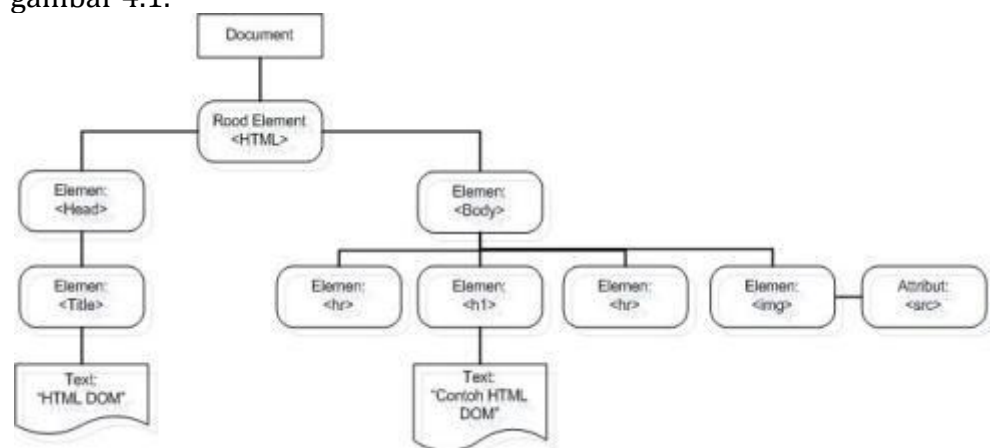 gambar 4.1.
Document
Rood Element
<HTML>
Elemen:
<Head>
Elemen:
<Body>
Elemen:
<Title>
Elemen:
<hr>
Elemen:
<h1>
Elemen:
<hr>
Elemen:
<img>
Attribut:
<src>
Text:
"HTML DOM"
Text:
"Contoh HTML
DOM"